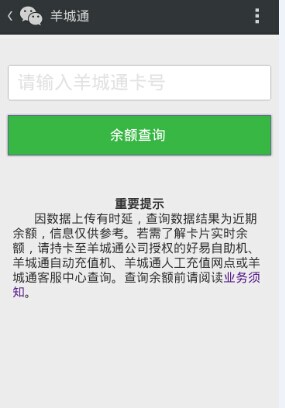 羊城通
请输入羊城通卡号
余额查询
重要提示
因数据上传有时延，查询数据结果为近期
余额，信息仅供参考。若需了解卡片实时余
额，请持卡至羊城通公司授权的好易自助机、
羊城通自动充值机、羊城通人工充值网点或羊
城通客服中心查询。查询余额前请阅读业务须
知。